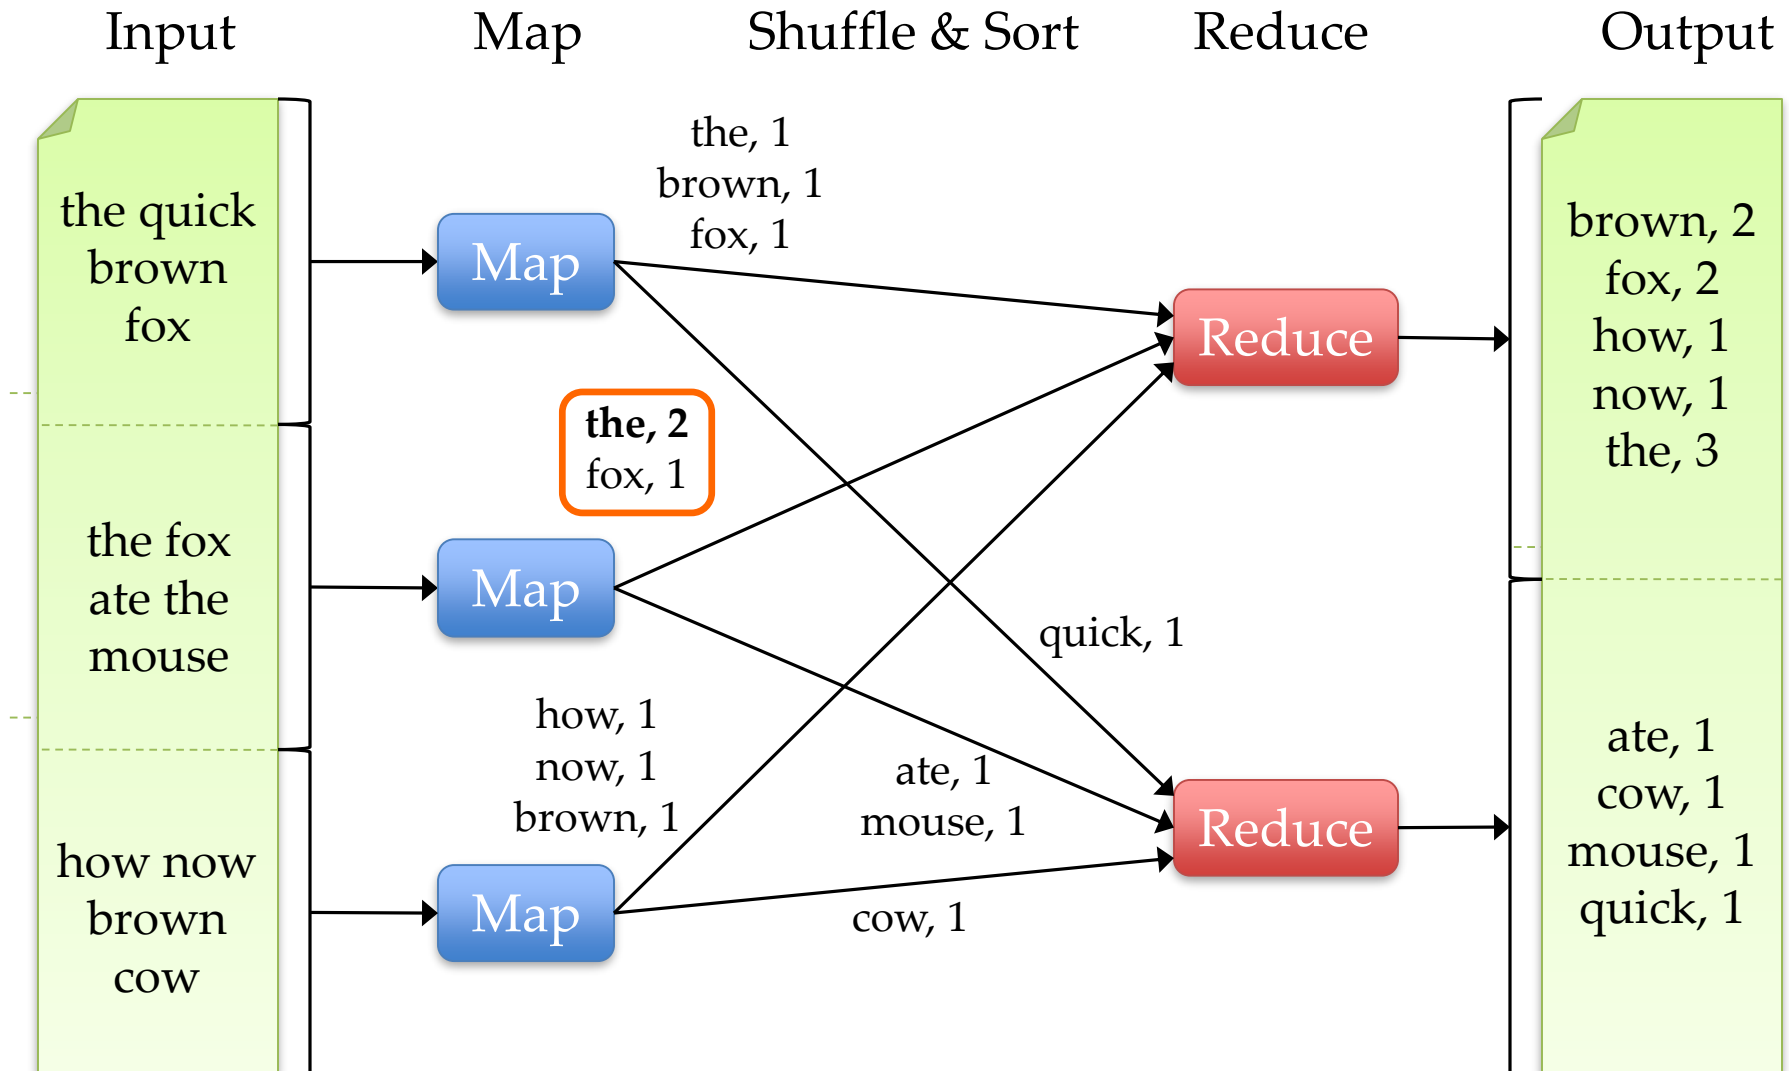 Input
Map
Shuffle & Sort
Reduce
Output
the quick
brown
fox
the fox
ate the
mouse
how now
brown
cow
Map
Map
Map
the, 1
brown, 1
fox, 1
the, 2
fox, 1
how, 1
now, 1
brown, 1
quick, 1
ate, 1
mouse, 1
cow, 1
Reduce
Reduce
brown, 2
fox, 2
how, 1
now, 1
the, 3
ate, 1
cow, 1
mouse, 1
quick, 1